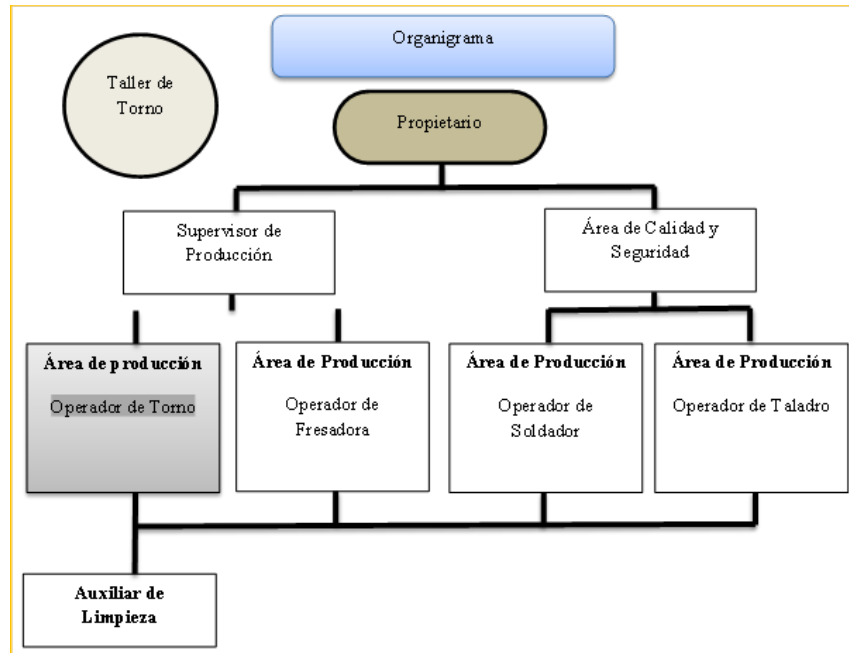 Organigrama
Taller de
Torno
Propietario
Supervisor de
Producción
Área de Calidad y
Seguridad
Área de producción
Operador de Torno
Área de Producción
Operador de
Fresadora
Área de Producción
Operador de
Soldador
Área de Producción
Operador de Taladro
Auxiliar de
Limpieza